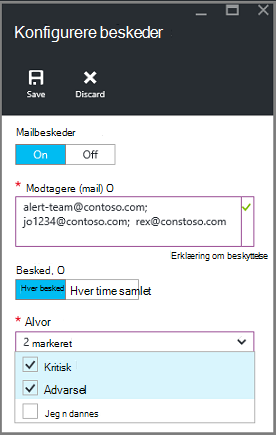 Konfigurere beskeder
Save
Discard
Mailbeskeder
On
Off
* Modtagere (mail) O
alert-team@contoso.com;
jo1234@contoso.com; rex@constoso.com
Erklæring om beskyttelse
Besked, O
Hver besked
Hver time samlet
* Alvor
2 markeret
Kritisk
Advarsel
Jeg n dannes